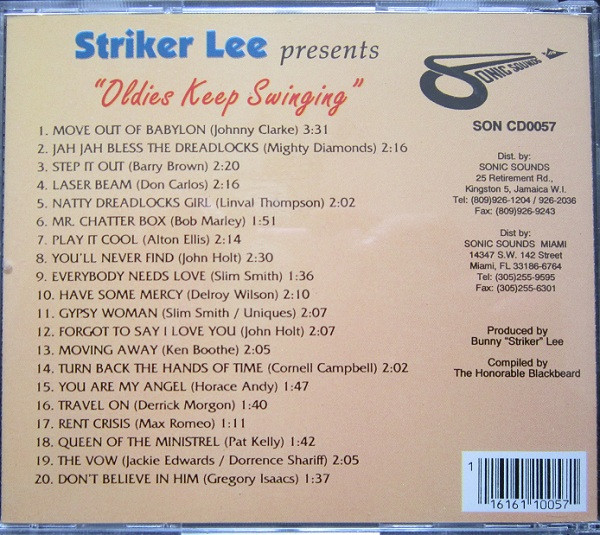 Striker Lee presents
"Oldies Keep Swinging"
1. MOVE OUT OF BABYLON (Johnny Clarke) 3:31
2. JAH JAH BLESS THE DREADLOCKS (Mighty Diamonds) 2:16
3. STEP IT OUT (Barry Brown) 2:20
4. LASER BEAM (Don Carlos) 2:16
5. NATTY DREADLOCKS GIRL (Linval Thompson) 2:02
6. MR. CHATTER BOX (Bob Marley) 1:51
7. PLAY IT COOL (Alton Ellis) 2:14
8. YOU'LL NEVER FIND (John Holt) 2:30
9. EVERYBODY NEEDS LOVE (Slim Smith) 1:36
10. HAVE SOME MERCY (Delroy Wilson) 2:10
11. GYPSY WOMAN (Slim Smith / Uniques) 2:07
12. FORGOT TO SAY I LOVE YOU (John Holt) 2:07
13. MOVING AWAY (Ken Boothe) 2:05
14. TURN BACK THE HANDS OF TIME (Cornell Campbell) 2:02
15. YOU ARE MY ANGEL (Horace Andy) 1:47
16. TRAVEL ON (Derrick Morgon) 1:40
17. RENT CRISIS (Max Romeo) 1:11
18. QUEEN OF THE MINISTREL (Pat Kelly) 1:42
19. THE VOW (Jackie Edwards / Dorrence Shariff) 2:05
20. DON'T BELIEVE IN HIM (Gregory Isaacs) 1:37
SONIC SOUNDS
SON CD0057
Dist. by:
SONIC SOUNDS
25 Retirement Rd.,
Kingston 5, Jamaica W.I.
Tel: (809)926-1204 / 926-2036
Fax: (809)926-9243
Dist by:
SONIC SOUNDS MIAMI
14347 S.W. 142 Street
Miami, FL 33186-6764
Tel: (305)255-9595
Fax: (305)255-6301
Produced by
Bunny "Striker" Lee
Compiled by
The Honorable Blackbeard
1
16161 10057